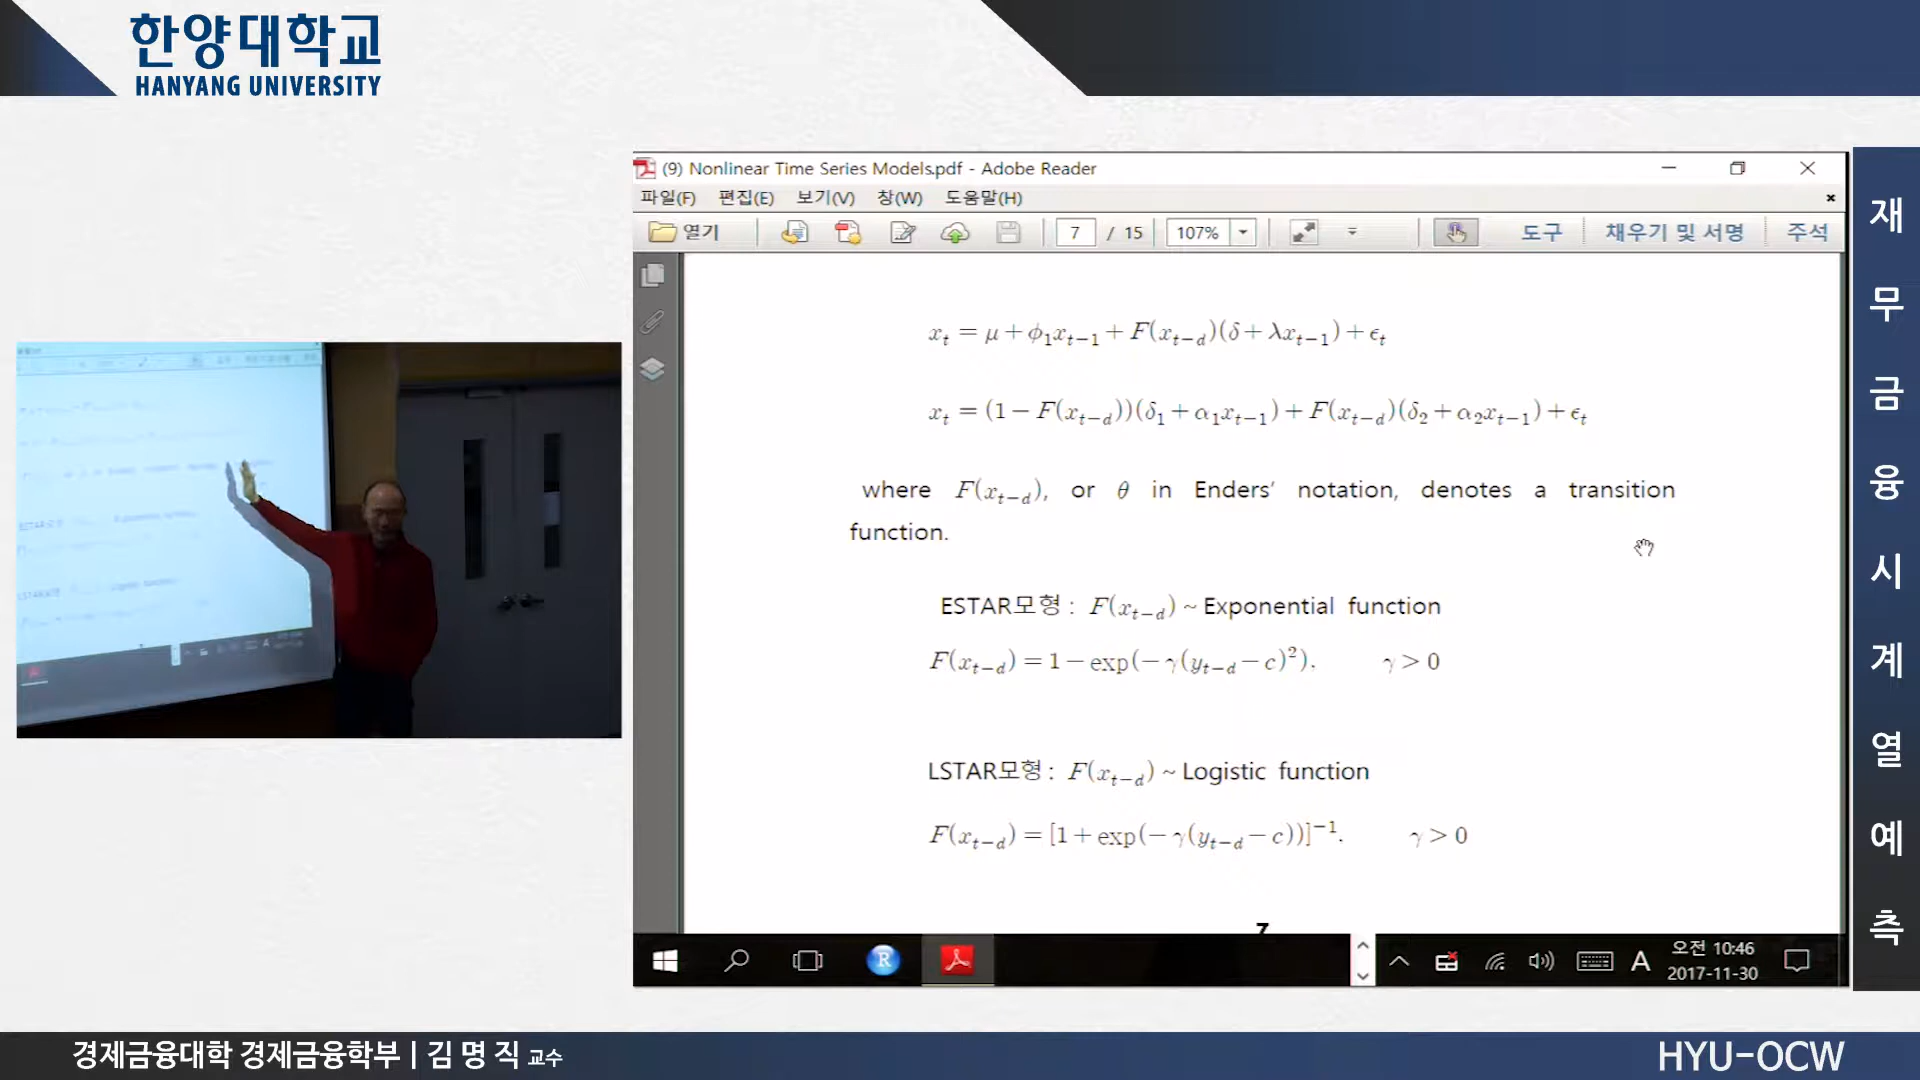 한양대학교
HANYANG UNIVERSITY
(9) Nonlinear Time Series Models.pdf - Adobe Reader
파일(F) 편집(E) 보기(V) 창(W) 도움말(H)
열기 7 / 15 107% 도구 채우기 및 서명 주석
x_t = μ + ϕ_1x_{t−1} + F(x_{t−d})(δ + λx_{t−1}) + ϵ_t
x_t = (1 − F(x_{t−d}))(δ_1 + α_1x_{t−1}) + F(x_{t−d})(δ_2 + α_2x_{t−1}) + ϵ_t
where F(x_{t−d}), or θ in Enders' notation, denotes a transition
function.
ESTAR모형 : F(x_{t−d}) ~ Exponential function
F(x_{t−d}) = 1 − exp(− γ(y_{t−d} − c)²). γ > 0
LSTAR모형 : F(x_{t−d}) ~ Logistic function
F(x_{t−d}) = [1 + exp(− γ(y_{t−d} − c))]^{−1}. γ > 0
7
A 오전 10:46
2017-11-30
재무금융시계열예측
경제금융대학 경제금융학부 | 김명직 교수
HYU-OCW